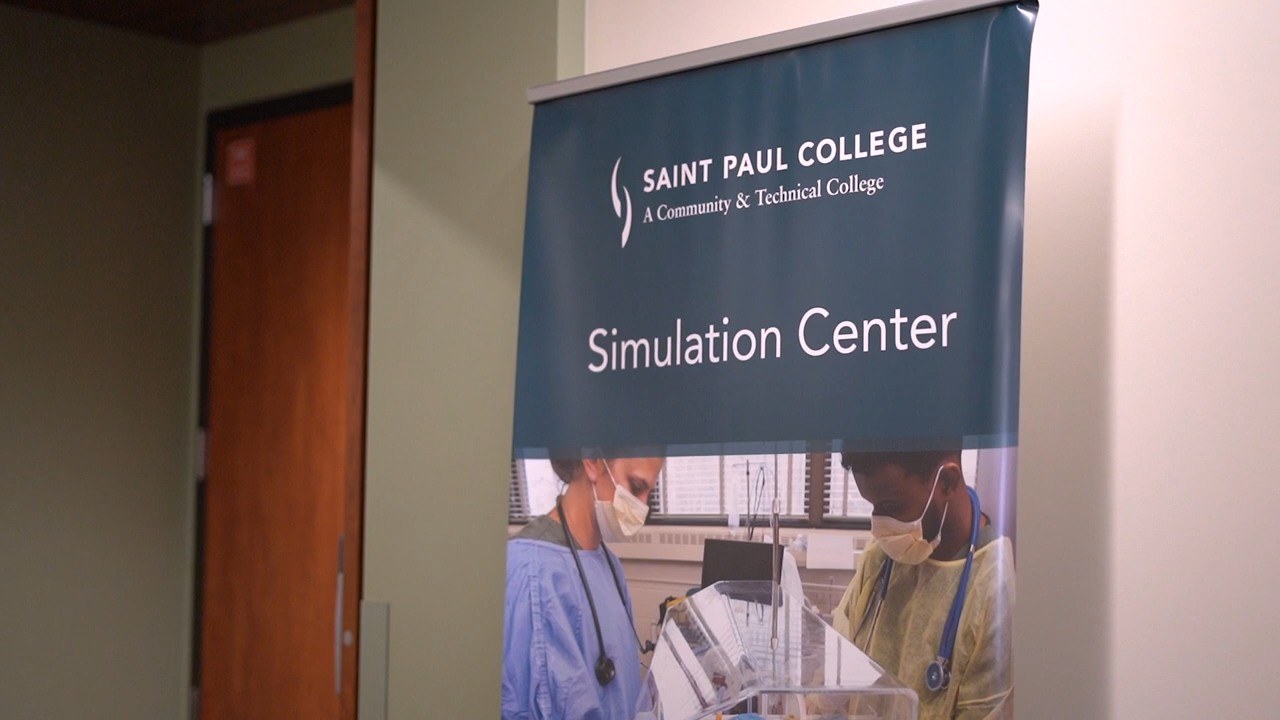 SAINT PAUL COLLEGE
A Community & Technical College
Simulation Center